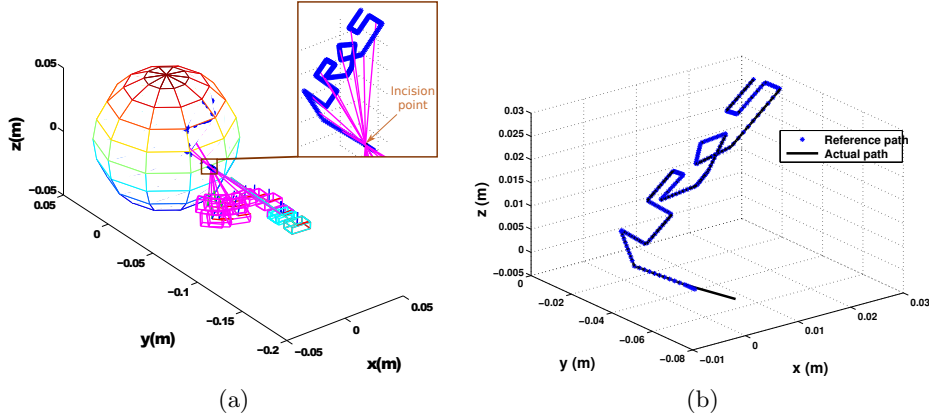 0.05
0
−0.05
z(m)
0.05
0
−0.05
−0.1
−0.15
−0.2
y(m)
−0.05
0
0.05
x(m)
Incision
point
(a)
0.03
0.025
0.02
0.015
0.01
0.005
0
−0.005
z (m)
0
−0.02
−0.04
−0.06
−0.08
y (m)
−0.01
0
0.01
0.02
0.03
x (m)
Reference path
Actual path
(b)